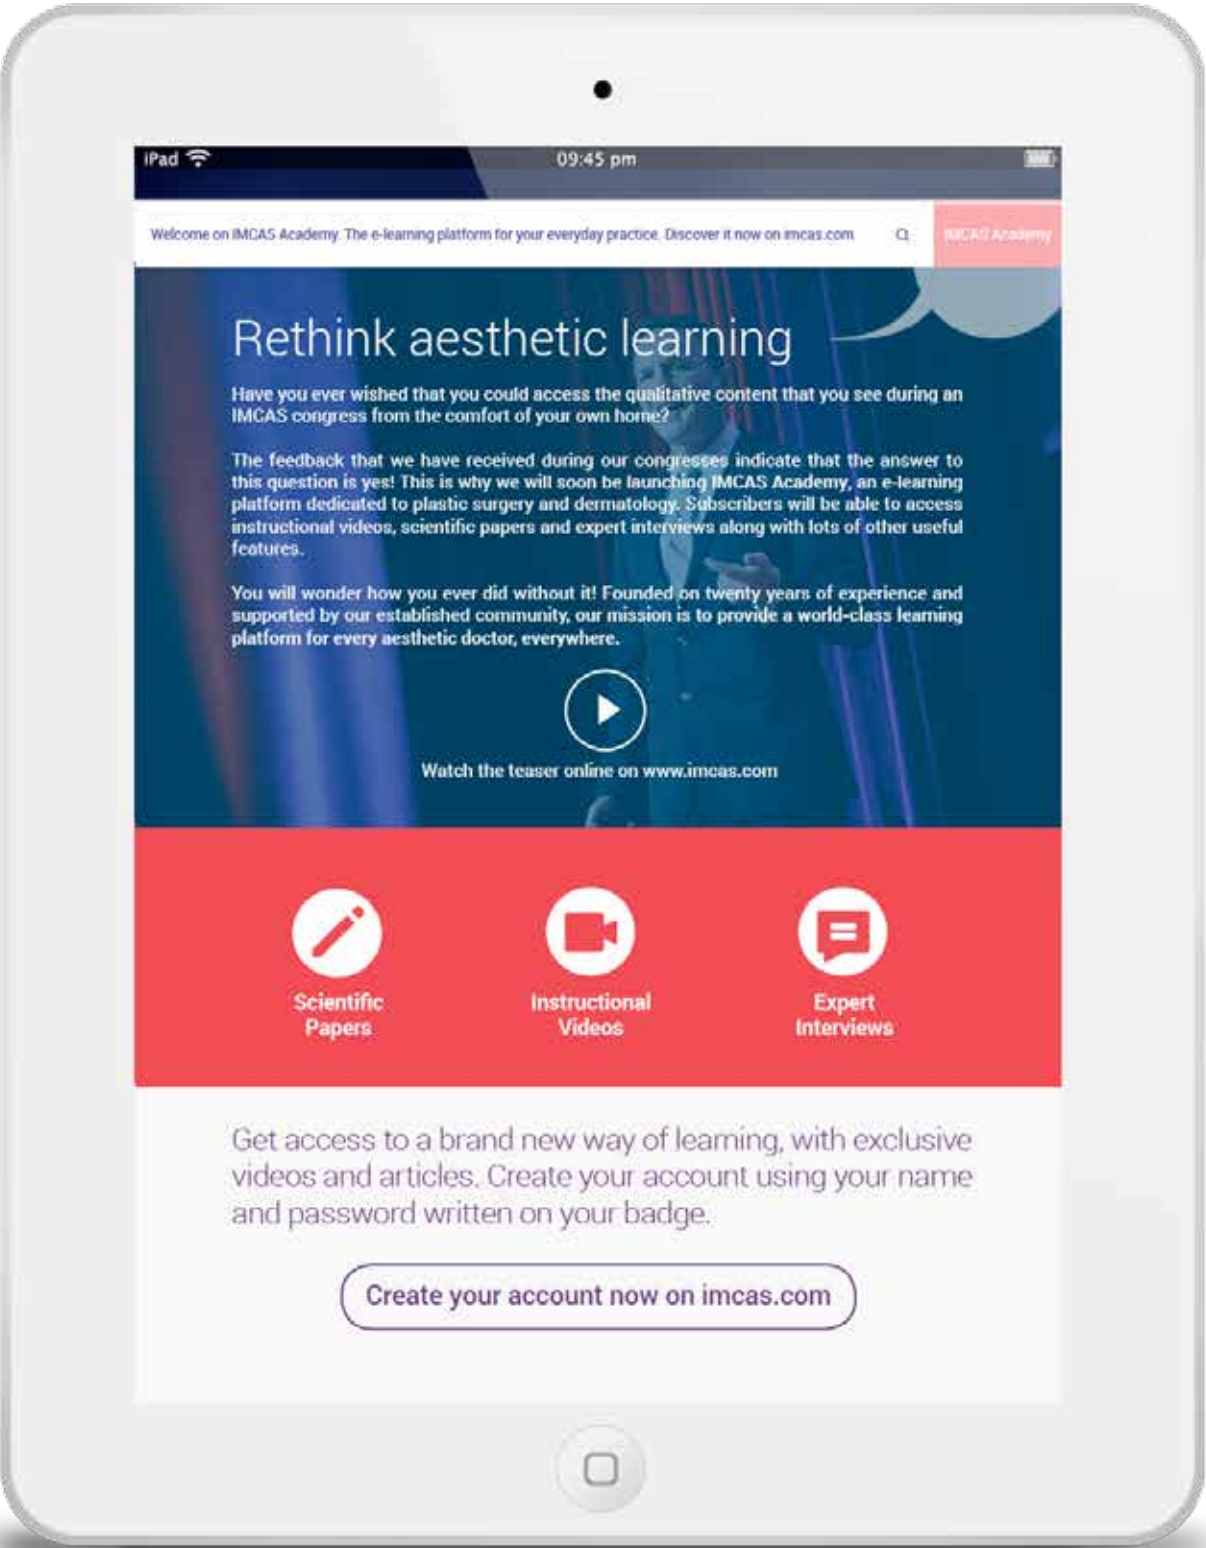 iPad
09:45 pm
Welcome on IMCAS Academy. The e-learning platform for your everyday practice. Discover it now on imcas.com
IMCAS Academy
Rethink aesthetic learning
Have you ever wished that you could access the qualitative content that you see during an
IMCAS congress from the comfort of your own home?
The feedback that we have received during our congresses indicate that the answer to
this question is yes! This is why we will soon be launching IMCAS Academy, an e-learning
platform dedicated to plastic surgery and dermatology. Subscribers will be able to access
instructional videos, scientific papers and expert interviews along with lots of other useful
features.
You will wonder how you ever did without it! Founded on twenty years of experience and
supported by our established community, our mission is to provide a world-class learning
platform for every aesthetic doctor, everywhere.
Watch the teaser online on www.imcas.com
Scientific
Papers
Instructional
Videos
Expert
Interviews
Get access to a brand new way of learning, with exclusive
videos and articles. Create your account using your name
and password written on your badge.
Create your account now on imcas.com